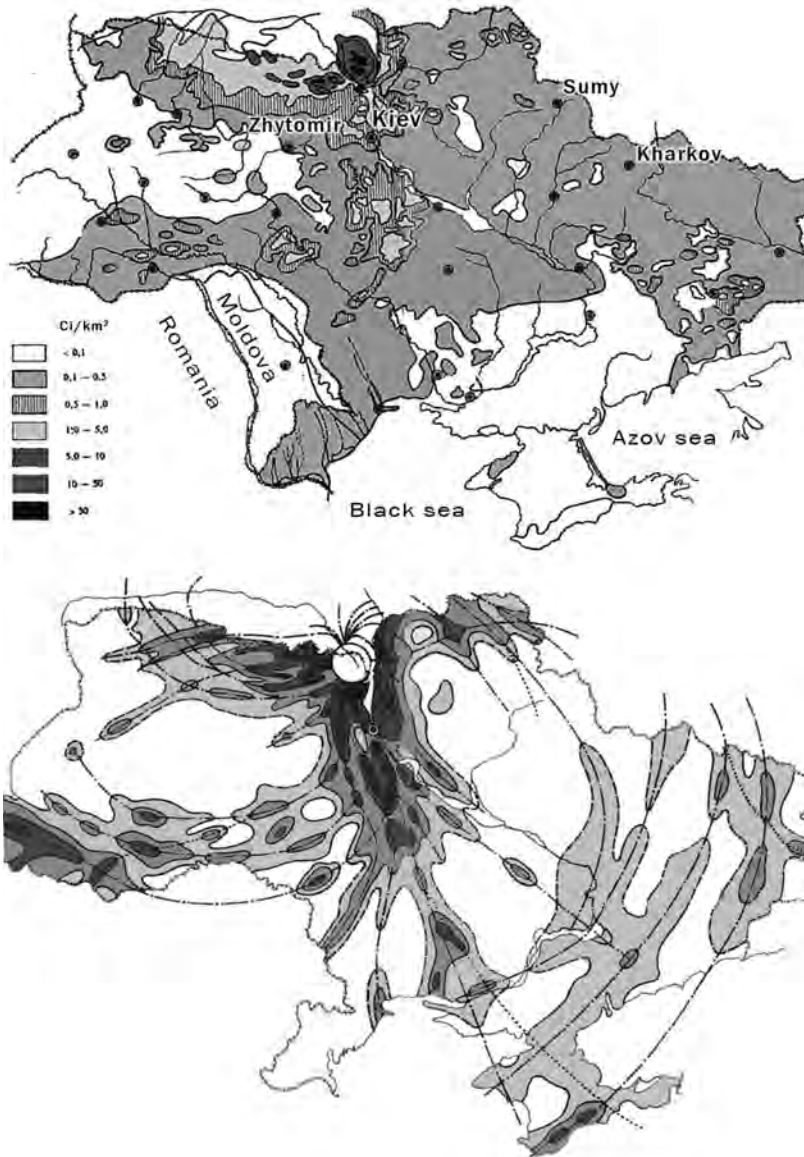 Sumy
Zhytomir
Kiev
Kharkov
Moldova
Romania
Ci/km²
< 0,1
0,1 – 0,5
0,5 – 1,0
1,0 – 5,0
5,0 – 10
10 – 50
> 50
Azov sea
Black sea